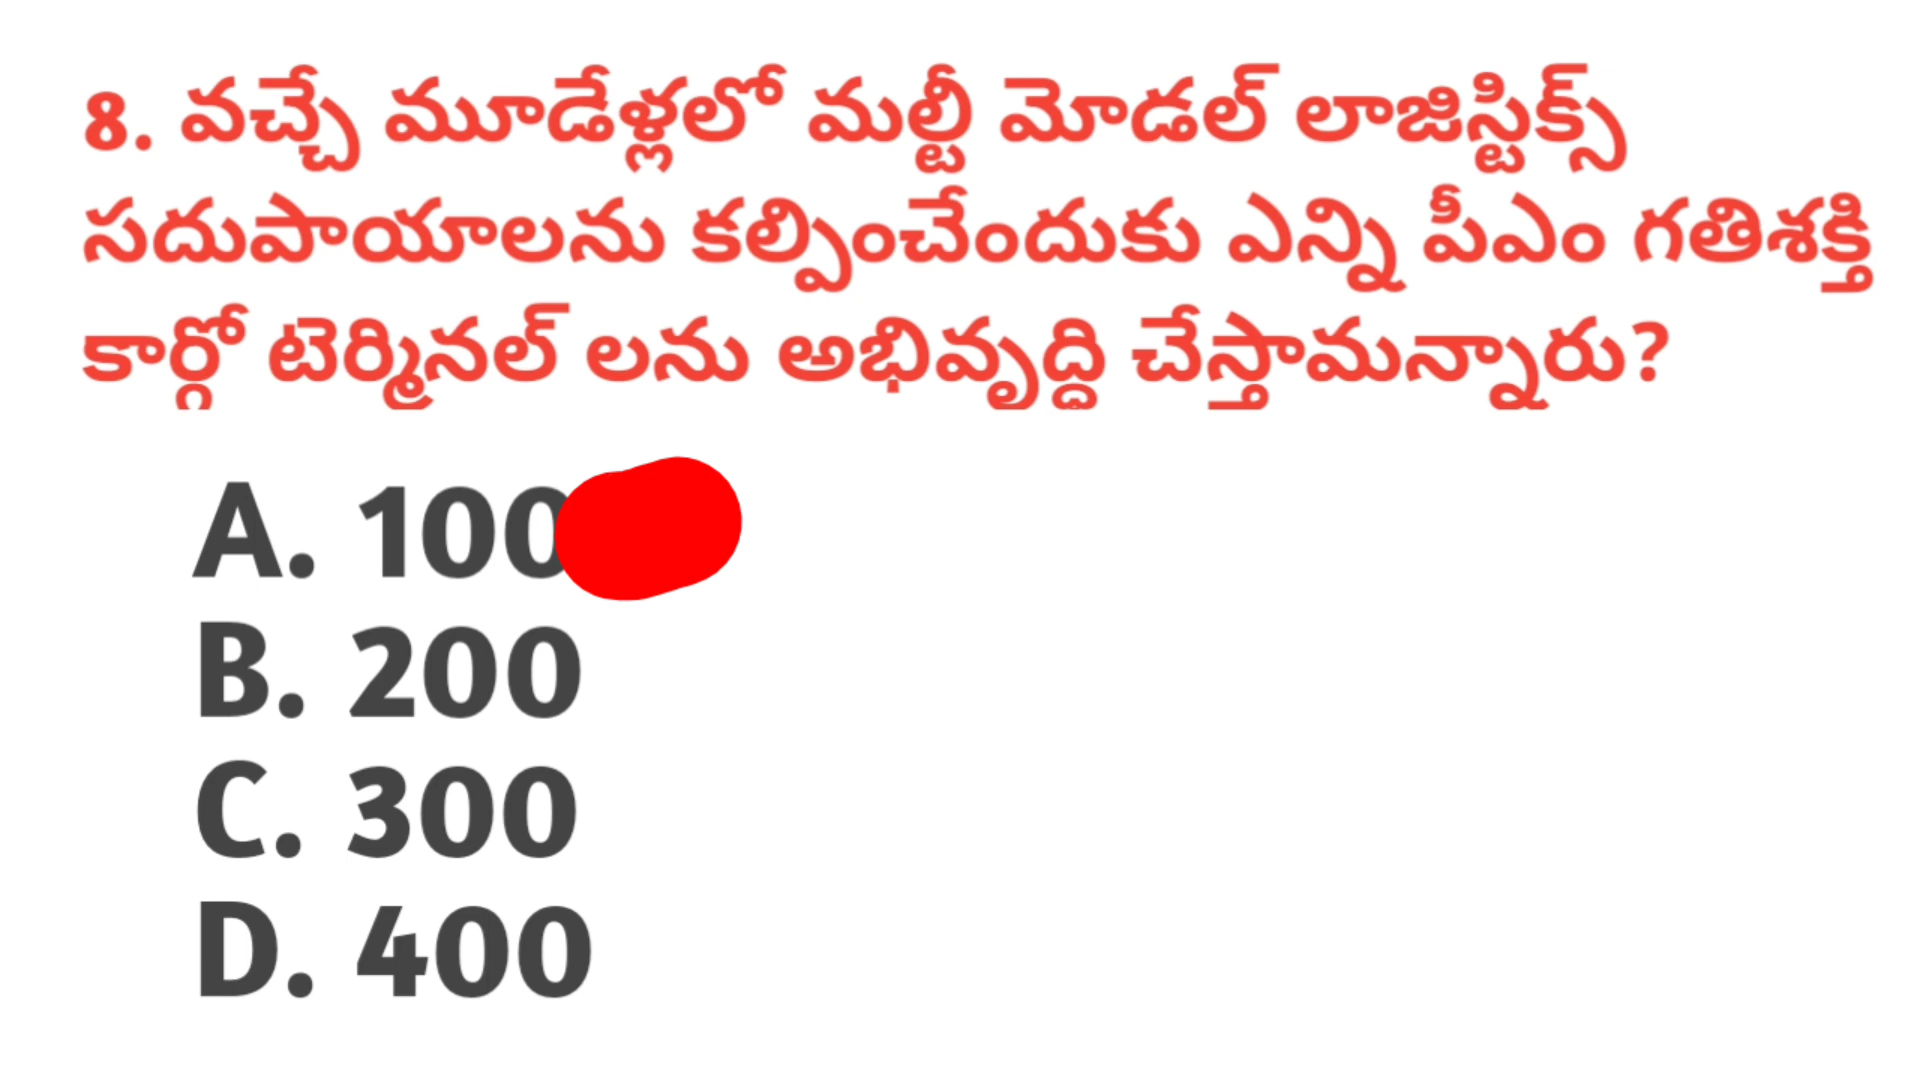 8. వచ్చే మూడేళ్లలో మల్టీ మోడల్ లాజిస్టిక్స్
సదుపాయాలను కల్పించేందుకు ఎన్ని పీఎం గతిశక్తి
కార్గో టెర్మినల్ లను అభివృద్ది చేస్తామన్నారు?
A. 100
B. 200
C. 300
D. 400